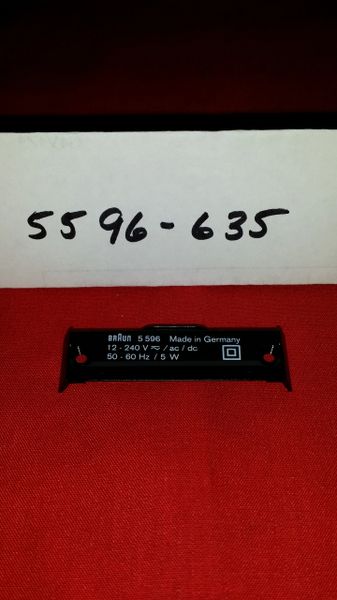 5596-635
BRAUN 5 596 Made in Germany
12 - 240 V ⎓ / ac / dc
50 - 60 Hz / 5 W